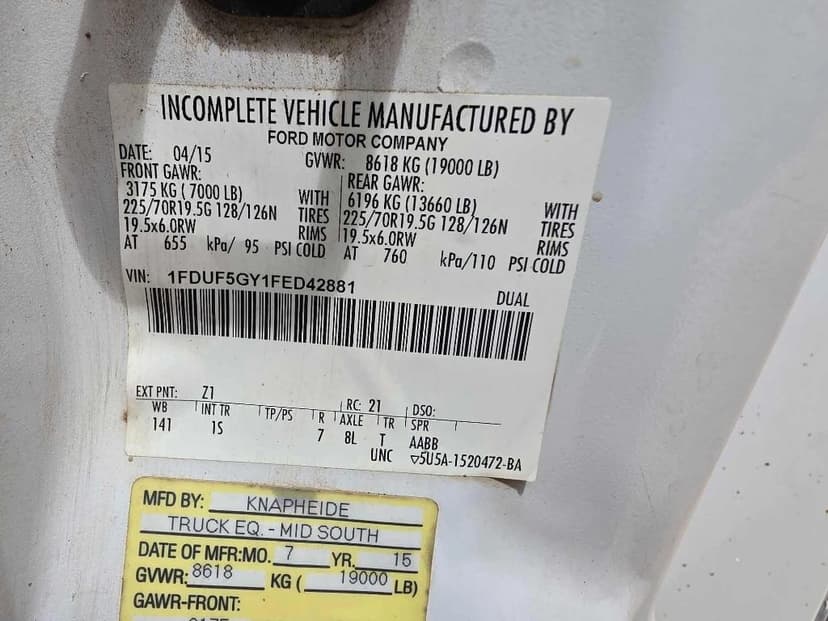 INCOMPLETE VEHICLE MANUFACTURED BY
FORD MOTOR COMPANY
DATE: 04/15 GVWR: 8618 KG (19000 LB)
FRONT GAWR: REAR GAWR:
3175 KG ( 7000 LB) WITH 6196 KG (13660 LB) WITH
225/70R19.5G 128/126N TIRES 225/70R19.5G 128/126N TIRES
19.5x6.0RW RIMS 19.5x6.0RW RIMS
AT 655 kPa/ 95 PSI COLD AT 760 kPa/110 PSI COLD
VIN: 1FDUF5GY1FED42881 DUAL
EXT PNT: Z1 RC: 21 DSO:
WB INT TR TP/PS R AXLE TR SPR
141 1S 7 8L T AABB
UNC ▽5U5A-1520472-BA
MFD BY: KNAPHEIDE
TRUCK EQ. - MID SOUTH
DATE OF MFR:MO. 7 YR. 15
GVWR: 8618 KG ( 19000 LB)
GAWR-FRONT: